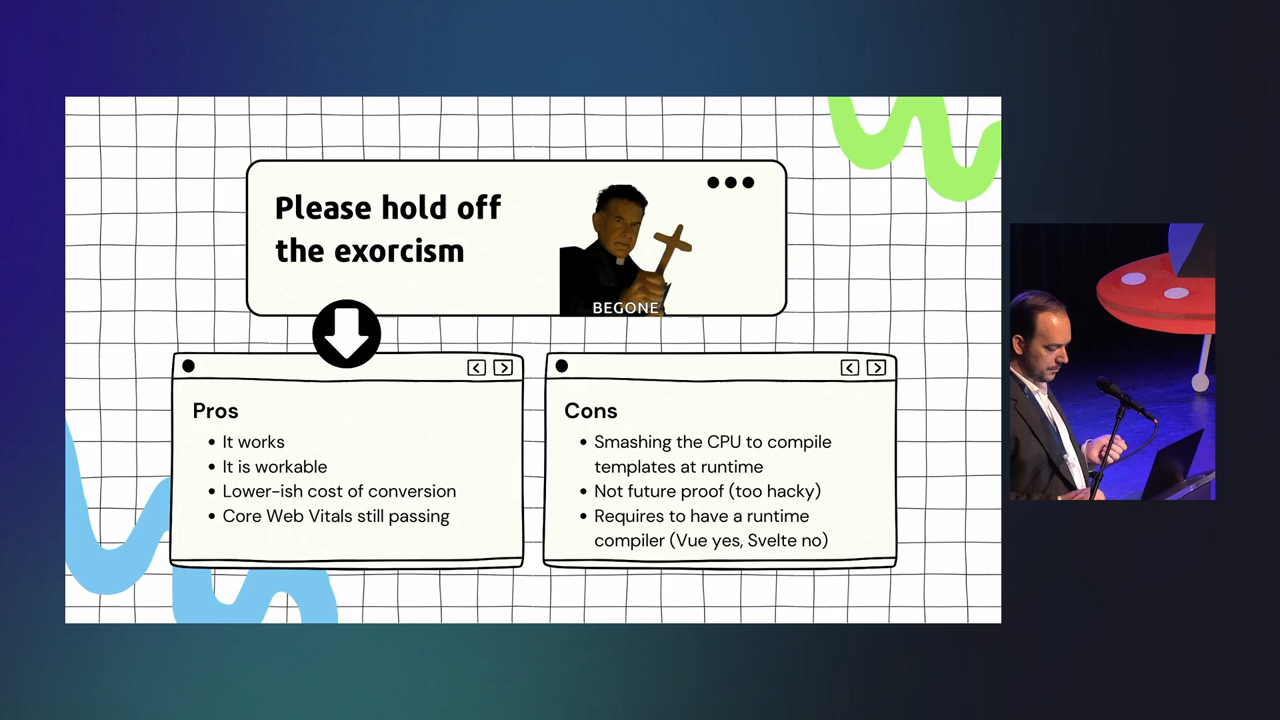 Please hold off
the exorcism
BEGONE
Pros
It works
It is workable
Lower-ish cost of conversion
Core Web Vitals still passing
Cons
Smashing the CPU to compile
templates at runtime
Not future proof (too hacky)
Requires to have a runtime
compiler (Vue yes, Svelte no)